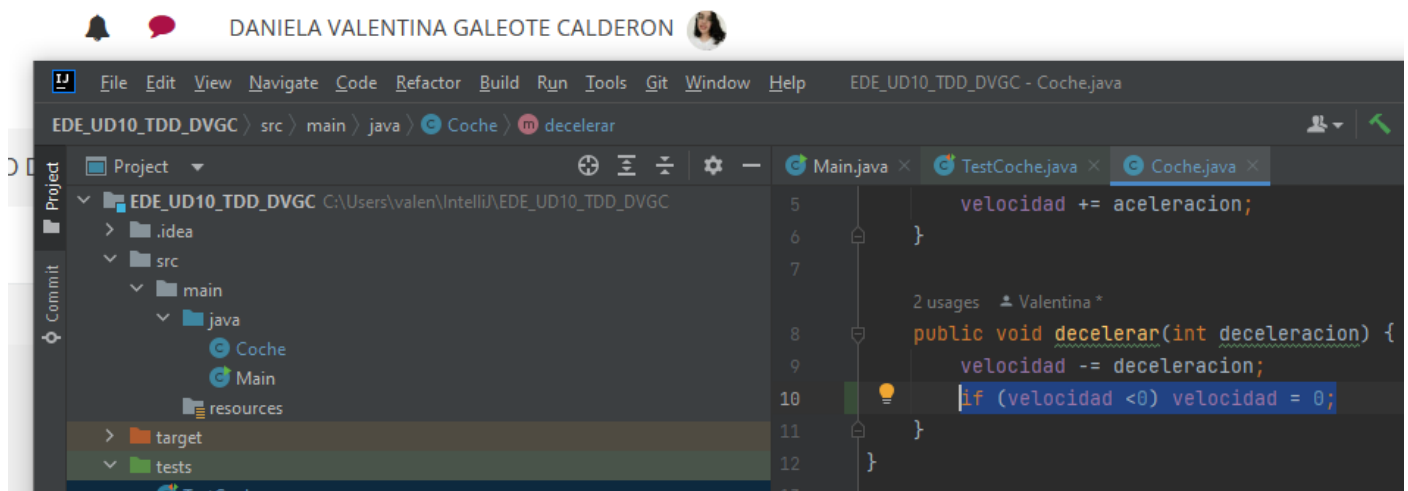 DANIELA VALENTINA GALEOTE CALDERON
IJ File Edit View Navigate Code Refactor Build Run Tools Git Window Help EDE_UD10_TDD_DVGC - Coche.java
EDE_UD10_TDD_DVGC 〉 src 〉 main 〉 java 〉 C Coche 〉 m decelerar
Project
Commit
Project
EDE_UD10_TDD_DVGC C:\Users\valen\IntelliJ\EDE_UD10_TDD_DVGC
.idea
src
main
java
C Coche
C Main
resources
target
tests
Main.java × TestCoche.java × Coche.java ×
5 velocidad += aceleracion;
6 }
7
2 usages Valentina *
8 public void decelerar(int deceleracion) {
9 velocidad -= deceleracion;
10 if (velocidad <0) velocidad = 0;
11 }
12 }